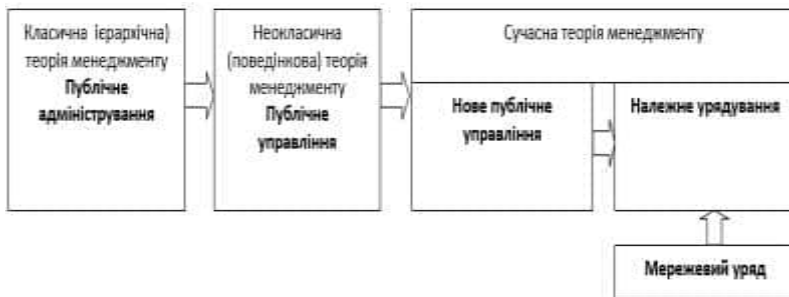 Класична ієрархічна)
теорія менеджменту
Публічне
адміністрування
Неокласична
(поведінкова) теорія
менеджменту
Публічне
управління
Сучасна теорія менеджменту
Нове публічне
управління
Належне урядування
Мережевий уряд